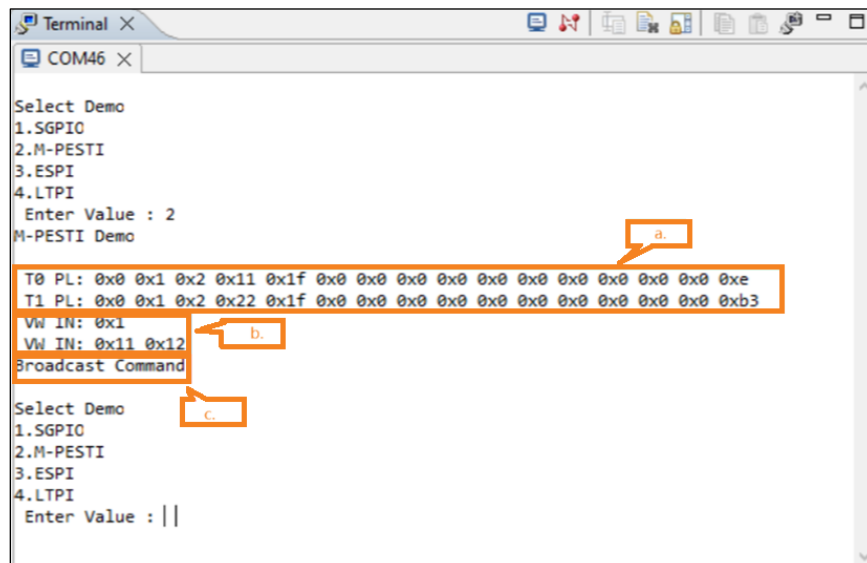 Terminal
COM46
Select Demo
1.SGPIO
2.M-PESTI
3.ESPI
4.LTPI
Enter Value : 2
M-PESTI Demo
a.
T0 PL: 0x0 0x1 0x2 0x11 0x1f 0x0 0x0 0x0 0x0 0x0 0x0 0x0 0x0 0x0 0xe
T1 PL: 0x0 0x1 0x2 0x22 0x1f 0x0 0x0 0x0 0x0 0x0 0x0 0x0 0x0 0x0 0xb3
VW IN: 0x1
b.
VW IN: 0x11 0x12
Broadcast Command
c.
Select Demo
1.SGPIO
2.M-PESTI
3.ESPI
4.LTPI
Enter Value :